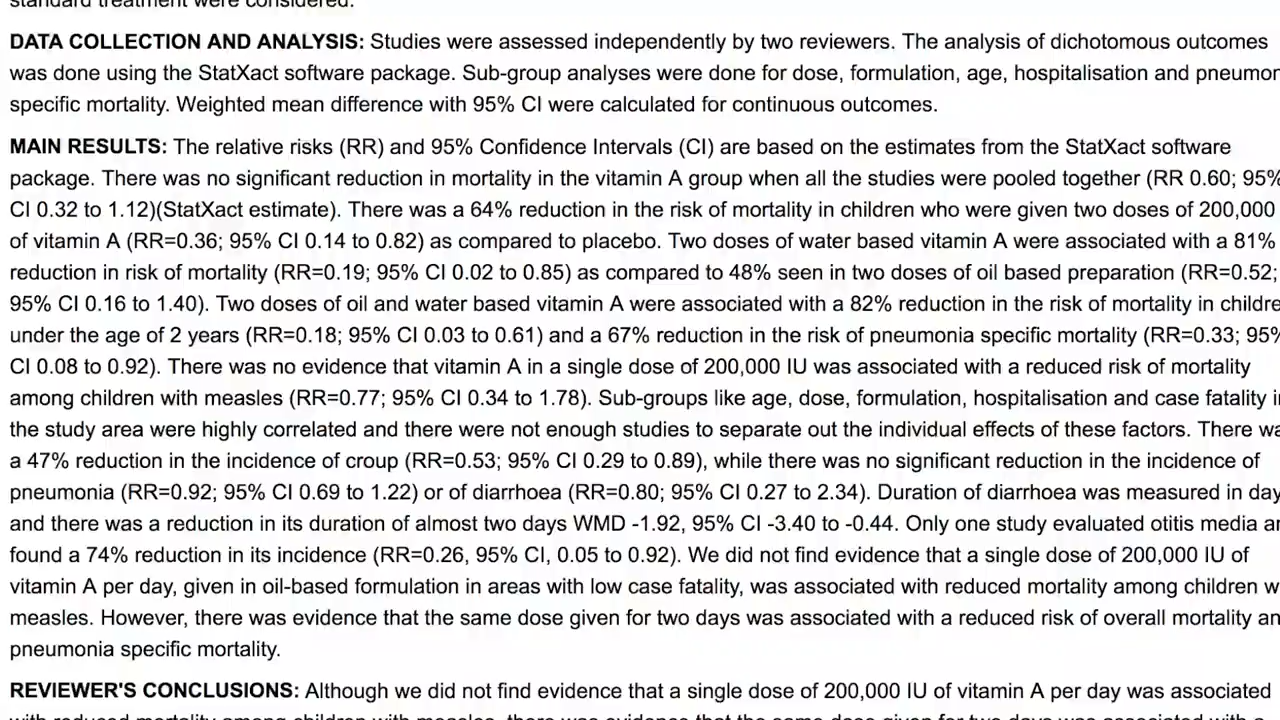 standard treatment were considered.
DATA COLLECTION AND ANALYSIS: Studies were assessed independently by two reviewers. The analysis of dichotomous outcomes
was done using the StatXact software package. Sub-group analyses were done for dose, formulation, age, hospitalisation and
specific mortality. Weighted mean difference with 95% CI were calculated for continuous outcomes.
MAIN RESULTS: The relative risks (RR) and 95% Confidence Intervals (CI) are based on the estimates from the StatXact software
package. There was no significant reduction in mortality in the vitamin A group when all the studies were pooled together (RR 0.60; 95%
CI 0.32 to 1.12)(StatXact estimate). There was a 64% reduction in the risk of mortality in children who were given two doses of 200,000
of vitamin A (RR=0.36; 95% CI 0.14 to 0.82) as compared to placebo. Two doses of water based vitamin A were associated with a 81%
reduction in risk of mortality (RR=0.19; 95% CI 0.02 to 0.85) as compared to 48% seen in two doses of oil based preparation (RR=0.52;
95% CI 0.16 to 1.40). Two doses of oil and water based vitamin A were associated with a 82% reduction in the risk of mortality in
under the age of 2 years (RR=0.18; 95% CI 0.03 to 0.61) and a 67% reduction in the risk of pneumonia specific mortality (RR=0.33; 95%
CI 0.08 to 0.92). There was no evidence that vitamin A in a single dose of 200,000 IU was associated with a reduced risk of mortality
among children with measles (RR=0.77; 95% CI 0.34 to 1.78). Sub-groups like age, dose, formulation, hospitalisation and case fatality
the study area were highly correlated and there were not enough studies to separate out the individual effects of these factors. There
a 47% reduction in the incidence of croup (RR=0.53; 95% CI 0.29 to 0.89), while there was no significant reduction in the incidence of
pneumonia (RR=0.92; 95% CI 0.69 to 1.22) or of diarrhoea (RR=0.80; 95% CI 0.27 to 2.34). Duration of diarrhoea was measured in
and there was a reduction in its duration of almost two days WMD -1.92, 95% CI -3.40 to -0.44. Only one study evaluated otitis media
found a 74% reduction in its incidence (RR=0.26, 95% CI, 0.05 to 0.92). We did not find evidence that a single dose of 200,000 IU of
vitamin A per day, given in oil-based formulation in areas with low case fatality, was associated with reduced mortality among children
measles. However, there was evidence that the same dose given for two days was associated with a reduced risk of overall mortality
pneumonia specific mortality.
REVIEWER'S CONCLUSIONS: Although we did not find evidence that a single dose of 200,000 IU of vitamin A per day was associated
with reduced mortality among children with measles, there was evidence that the same dose given for two days was associated with a